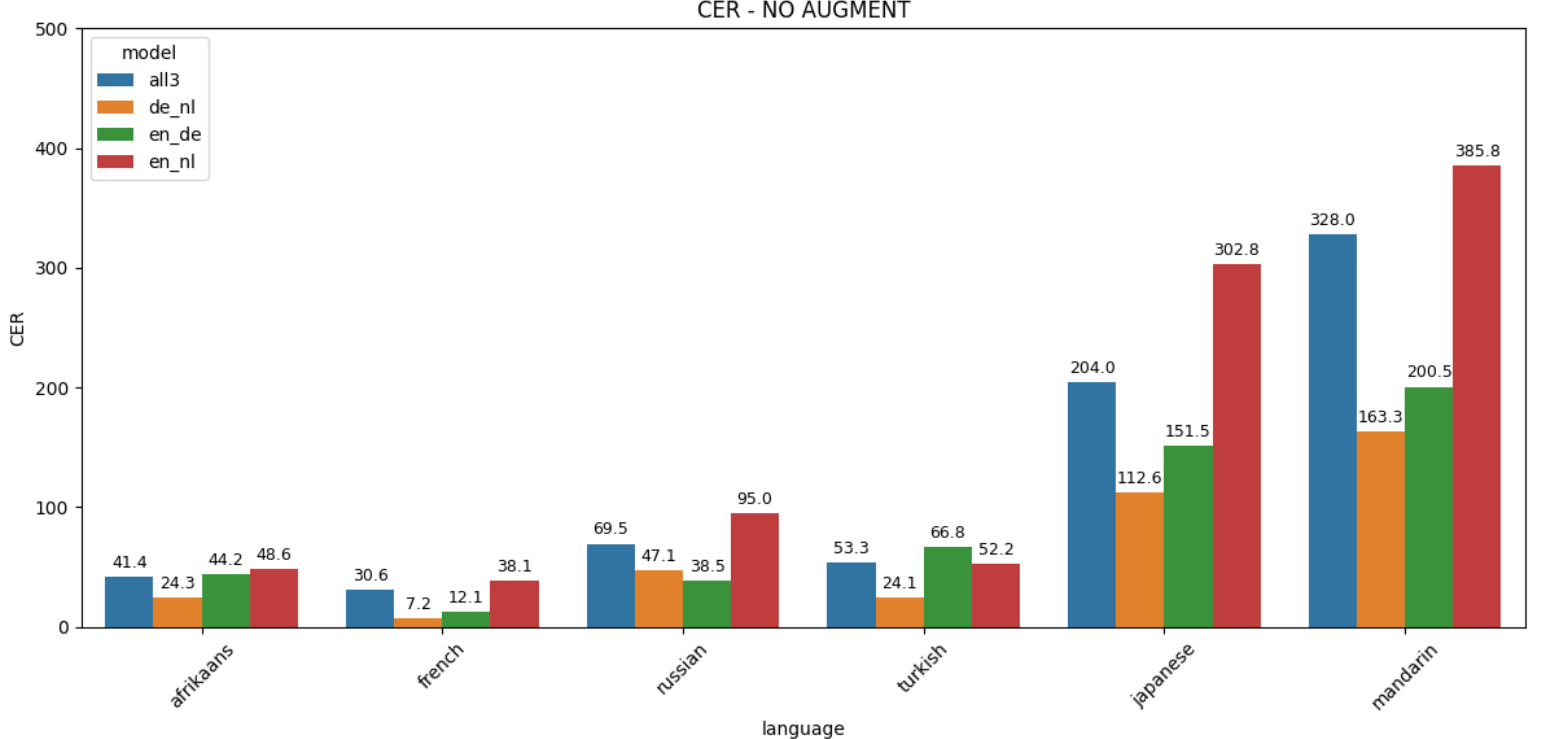 CER - NO AUGMENT
500
400
300
200
100
0
CER
model
all3
de_nl
en_de
en_nl
41.4
24.3
44.2
48.6
30.6
7.2
12.1
38.1
69.5
47.1
38.5
95.0
53.3
24.1
66.8
52.2
204.0
112.6
151.5
302.8
328.0
163.3
200.5
385.8
afrikaans
french
russian
turkish
japanese
mandarin
language